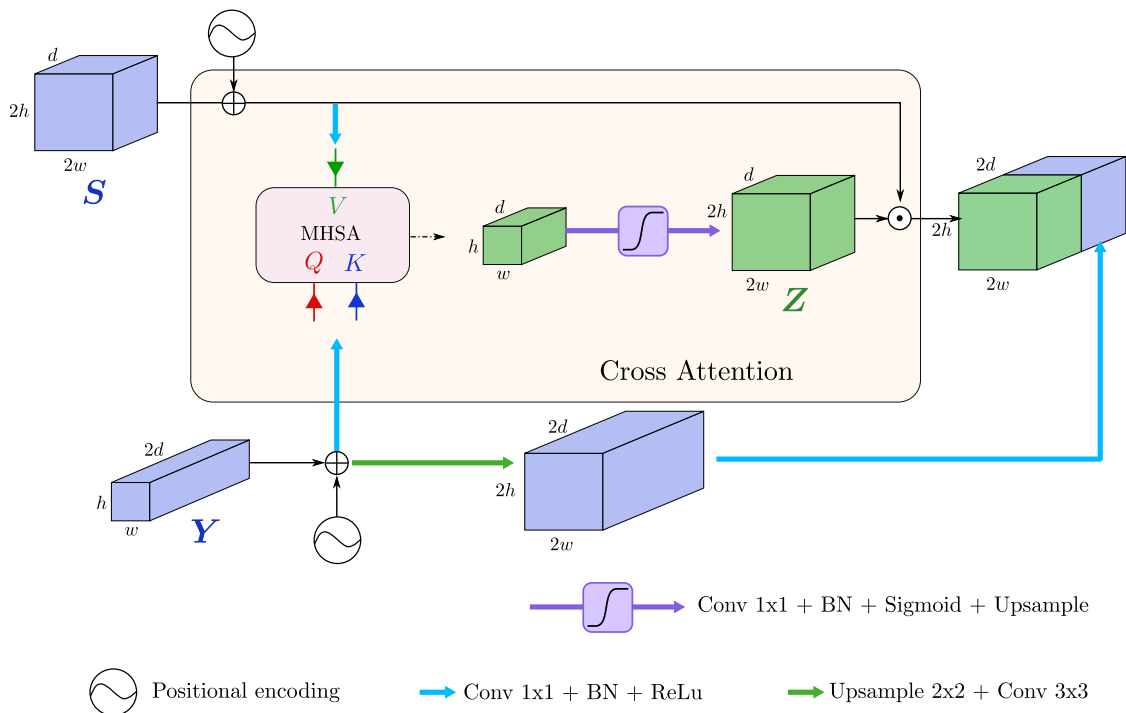 d
2h
2w
S
V
MHSA
Q K
d
h
w
d
2h
2w
Z
2d
2h
2w
Cross Attention
2d
h
w
Y
2d
2h
2w
Conv 1x1 + BN + Sigmoid + Upsample
Positional encoding
Conv 1x1 + BN + ReLu
Upsample 2x2 + Conv 3x3